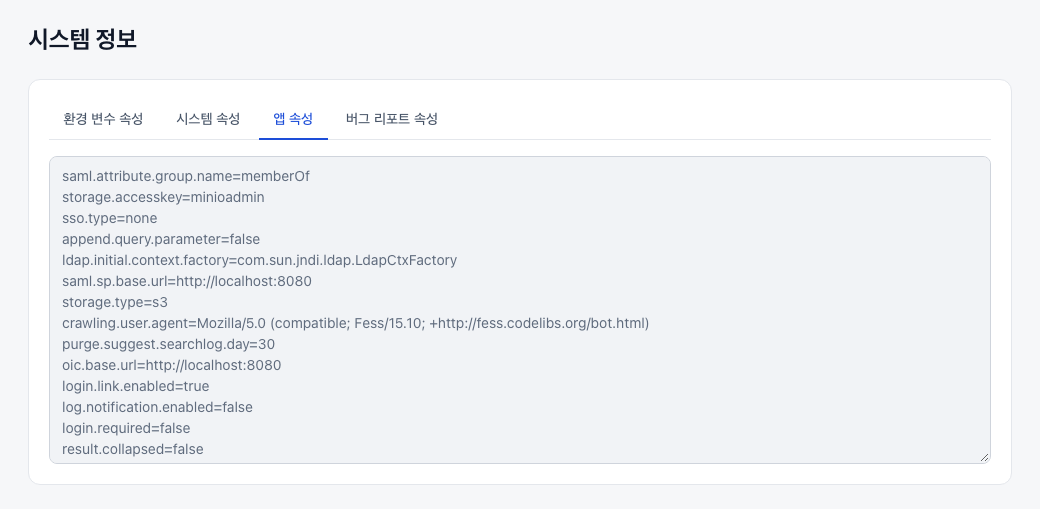 시스템 정보
환경 변수 속성 시스템 속성 앱 속성 버그 리포트 속성
saml.attribute.group.name=memberOf
storage.accesskey=minioadmin
sso.type=none
append.query.parameter=false
ldap.initial.context.factory=com.sun.jndi.ldap.LdapCtxFactory
saml.sp.base.url=http://localhost:8080
storage.type=s3
crawling.user.agent=Mozilla/5.0 (compatible; Fess/15.10; +http://fess.codelibs.org/bot.html)
purge.suggest.searchlog.day=30
oic.base.url=http://localhost:8080
login.link.enabled=true
log.notification.enabled=false
login.required=false
result.collapsed=false